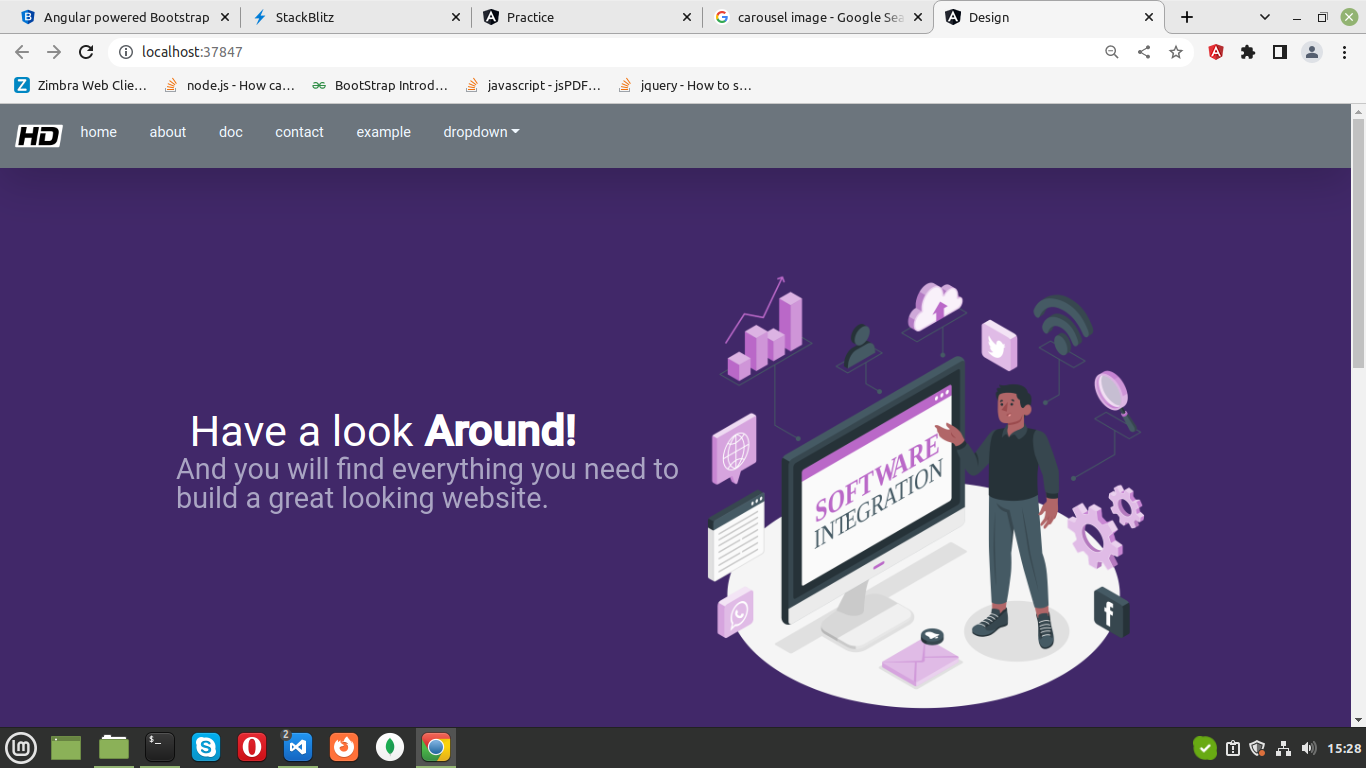 Angular powered Bootstrap
StackBlitz
Practice
carousel image - Google Sea
Design
localhost:37847
Zimbra Web Clie…
node.js - How ca…
BootStrap Introd…
javascript - jsPDF…
jquery - How to s…
HD
home
about
doc
contact
example
dropdown
Have a look Around!
And you will find everything you need to
build a great looking website.
SOFTWARE
INTEGRATION
2
15:28